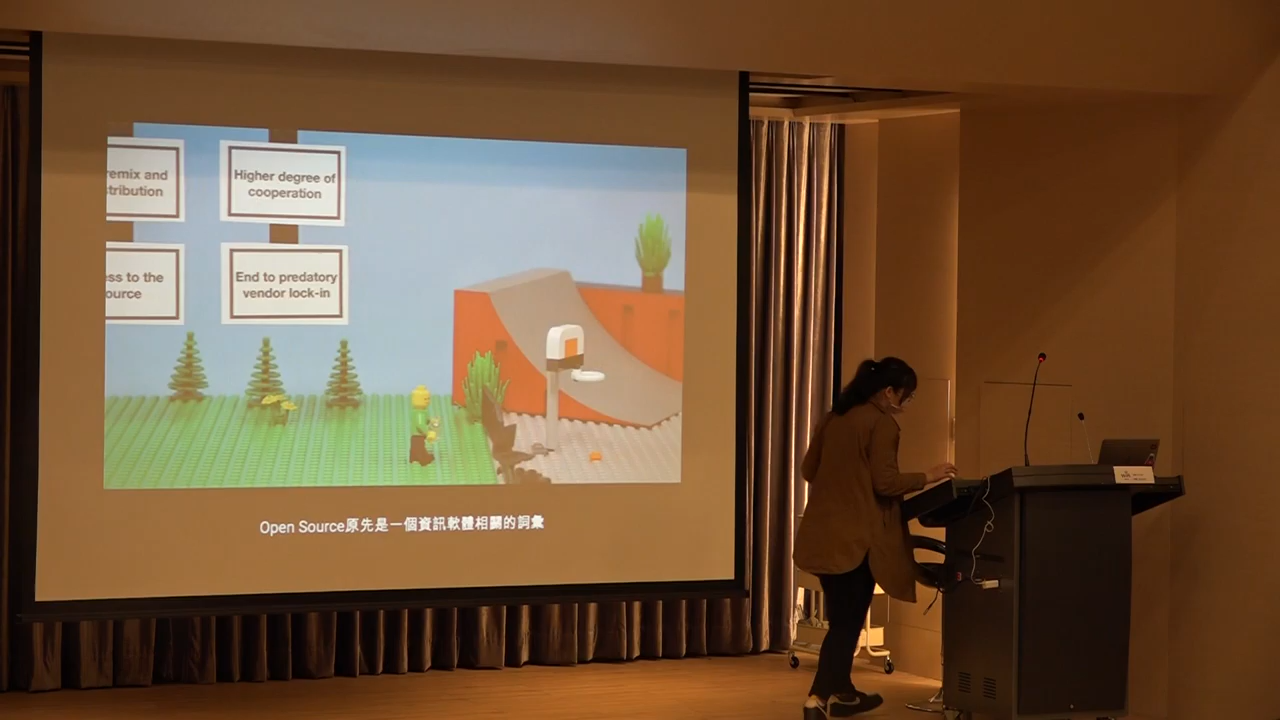 remix and
tribution
Higher degree of
cooperation
ess to the
ource
End to predatory
vendor lock-in
Open Source原先是一個資訊軟體相關的詞彙